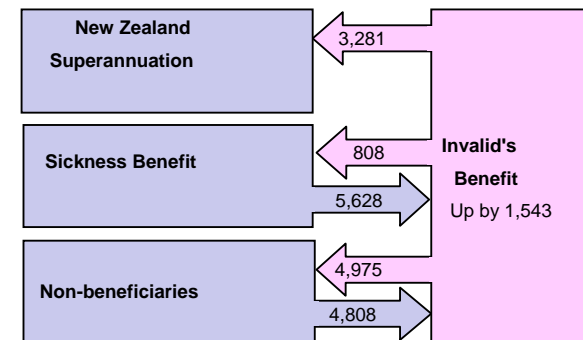 New Zealand
Superannuation
3,281
Sickness Benefit
808
5,628
Invalid's
Benefit
Up by 1,543
Non-beneficiaries
4,975
4,808